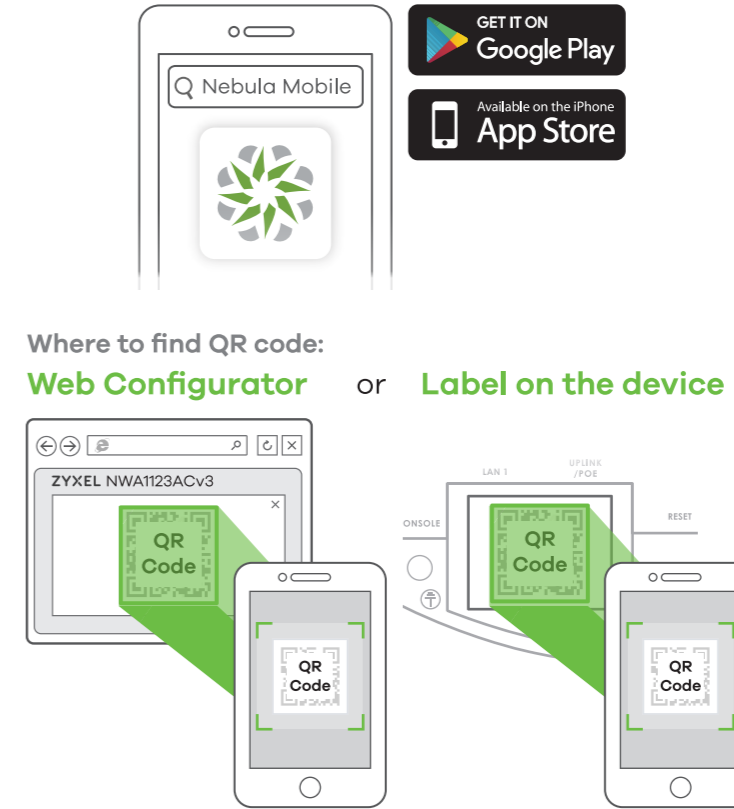 GET IT ON
Google Play
Nebula Mobile
Available on the iPhone
App Store
Where to find QR code:
Web Configurator or Label on the device
ZYXEL NWA1123ACv3
QR
Code
QR
Code
LAN 1
UPLINK
/POE
ONSOLE
RESET
QR
Code
QR
Code